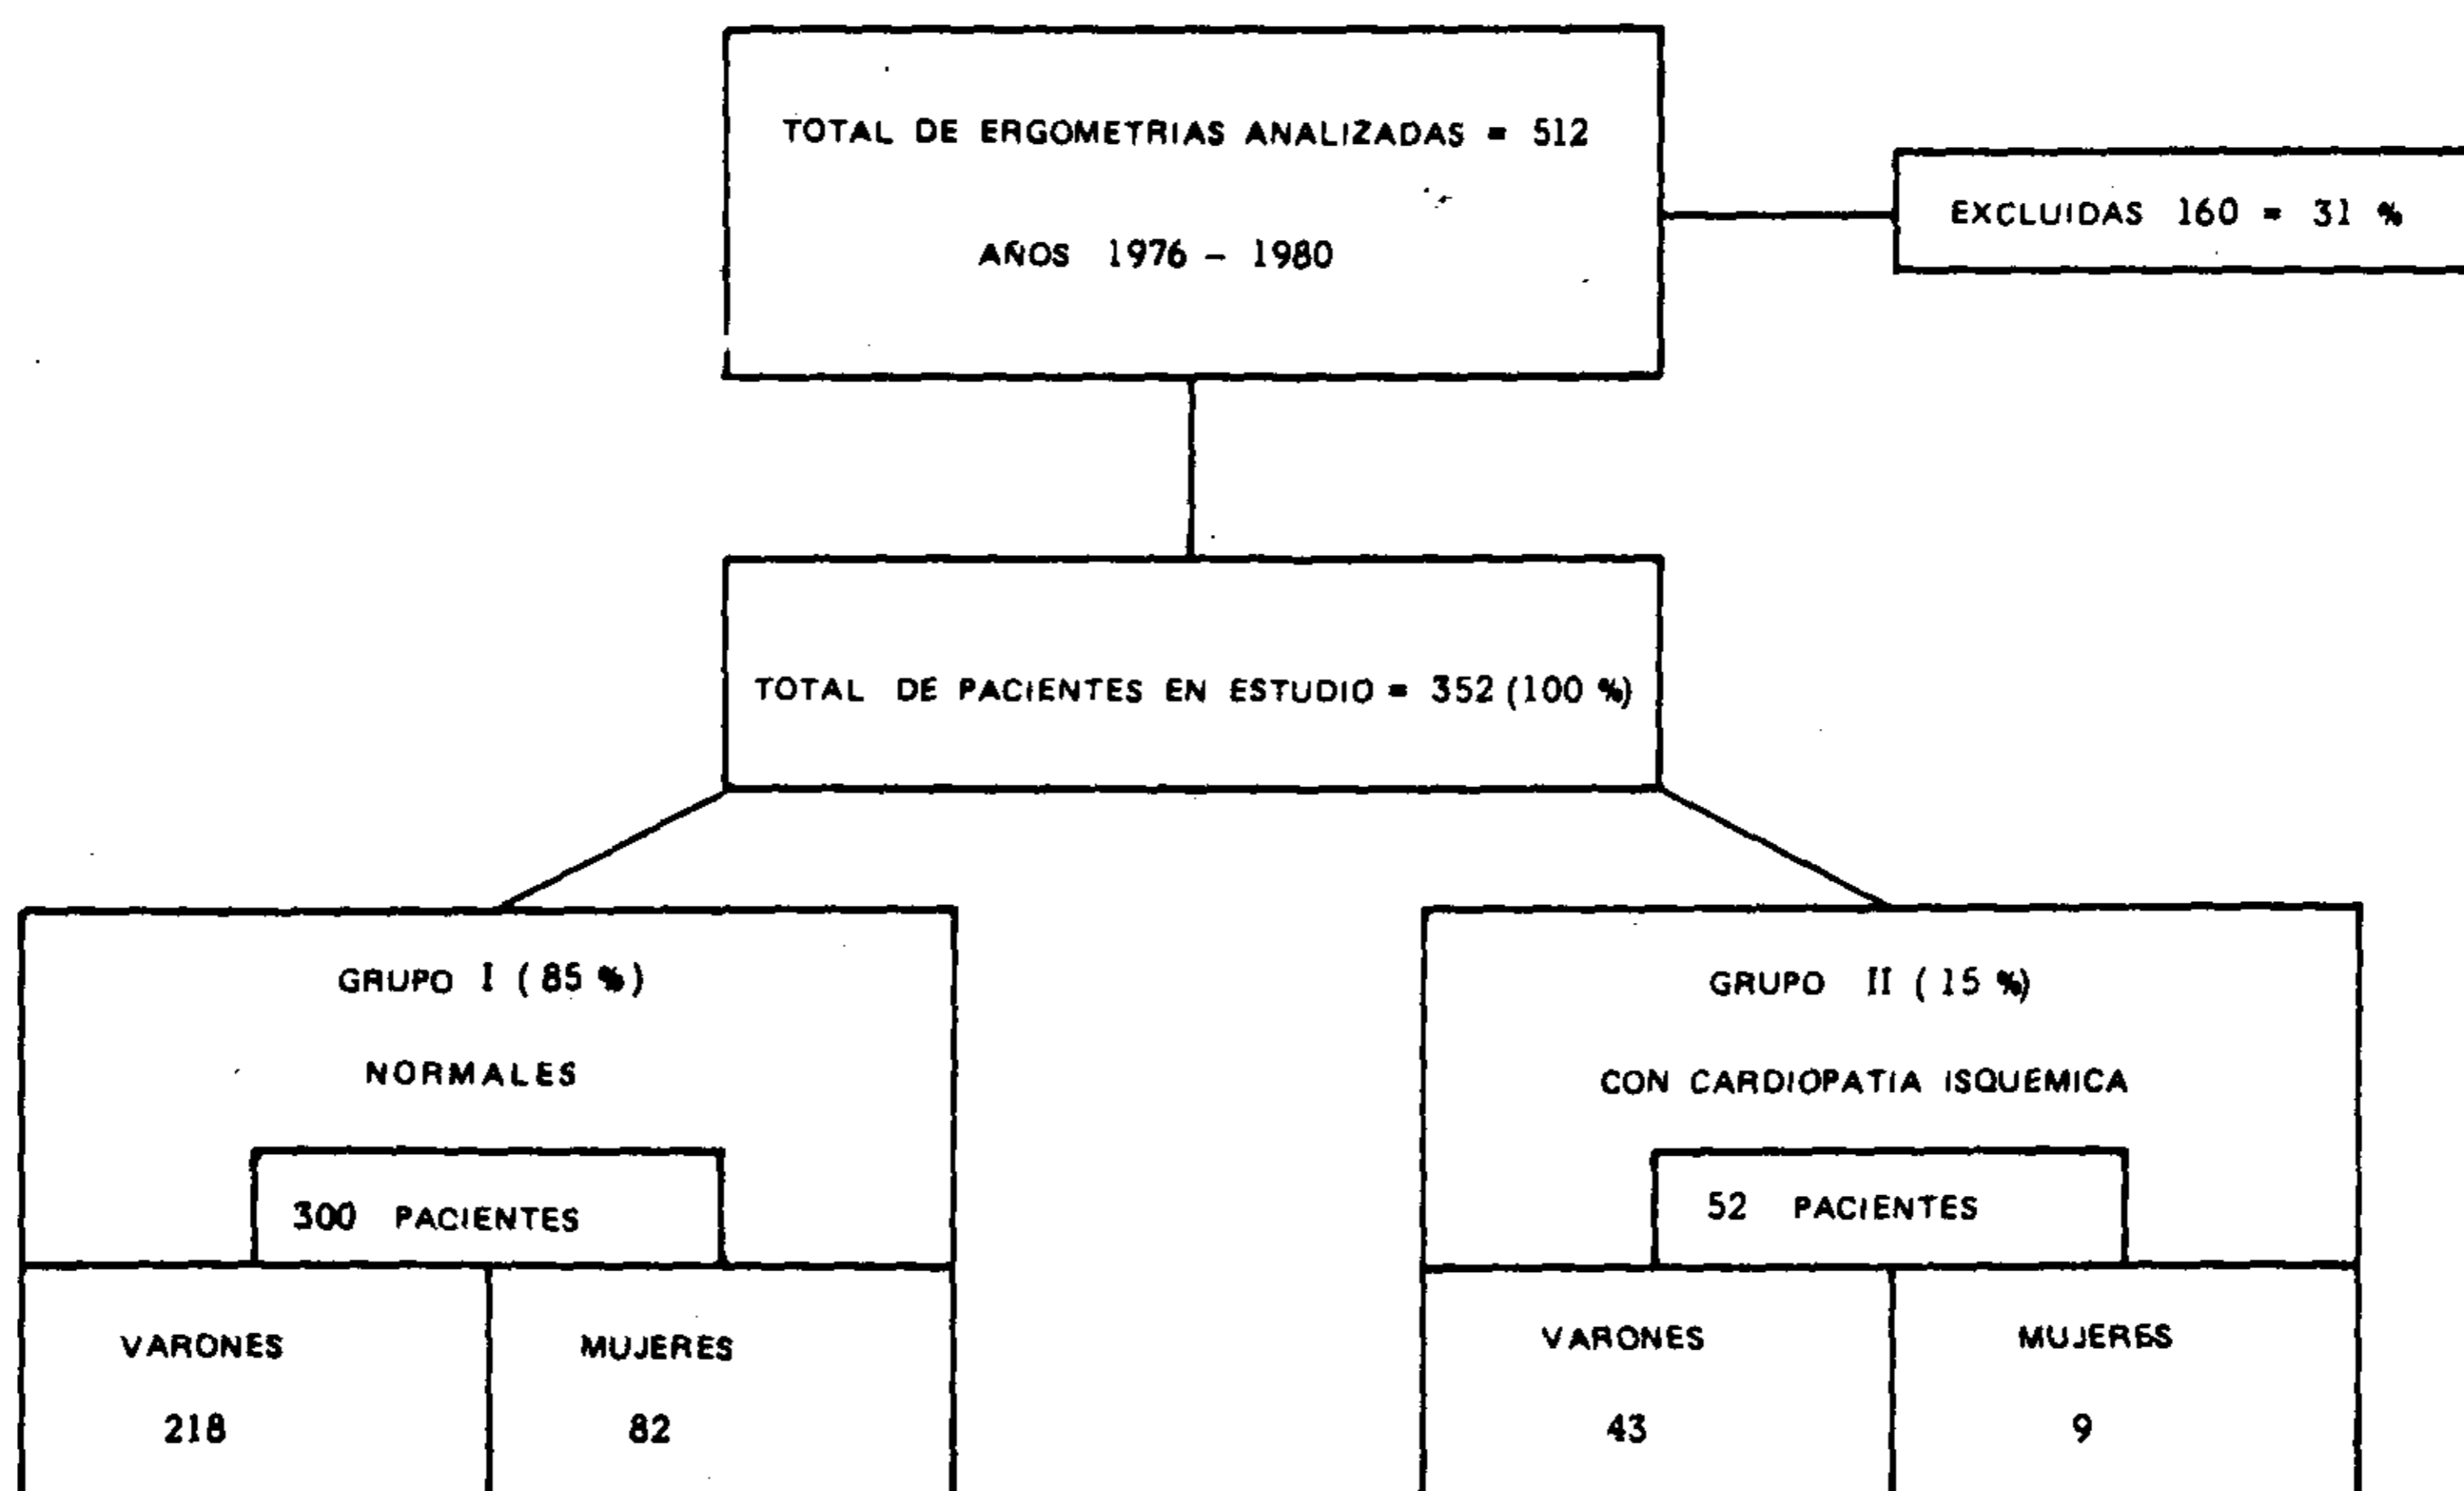 TOTAL DE ERGOMETRIAS ANALIZADAS = 512
AÑOS 1976 - 1980
EXCLUIDAS 160 = 31 %
TOTAL DE PACIENTES EN ESTUDIO = 352 (100 %)
GRUPO I ( 85 % )
NORMALES
300 PACIENTES
VARONES
218
MUJERES
82
GRUPO II ( 15 %)
CON CARDIOPATIA ISQUEMICA
52 PACIENTES
VARONES
43
MUJERES
9